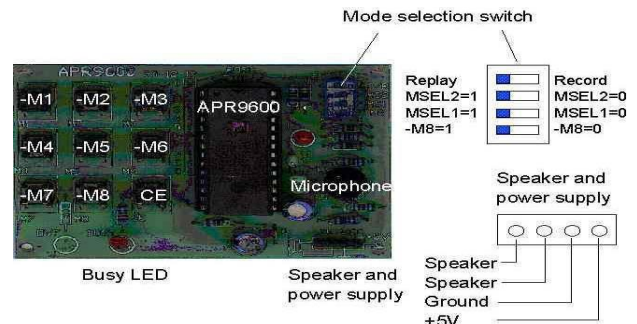 Mode selection switch
APR9600
-M1
-M2
-M3
APR9600
-M4
-M5
-M6
-M7
-M8
CE
Microphone
Busy LED
Speaker and
power supply
Replay
MSEL2=1
MSEL1=1
-M8=1
Record
MSEL2=0
MSEL1=0
-M8=0
Speaker and
power supply
Speaker
Speaker
Ground
+5V